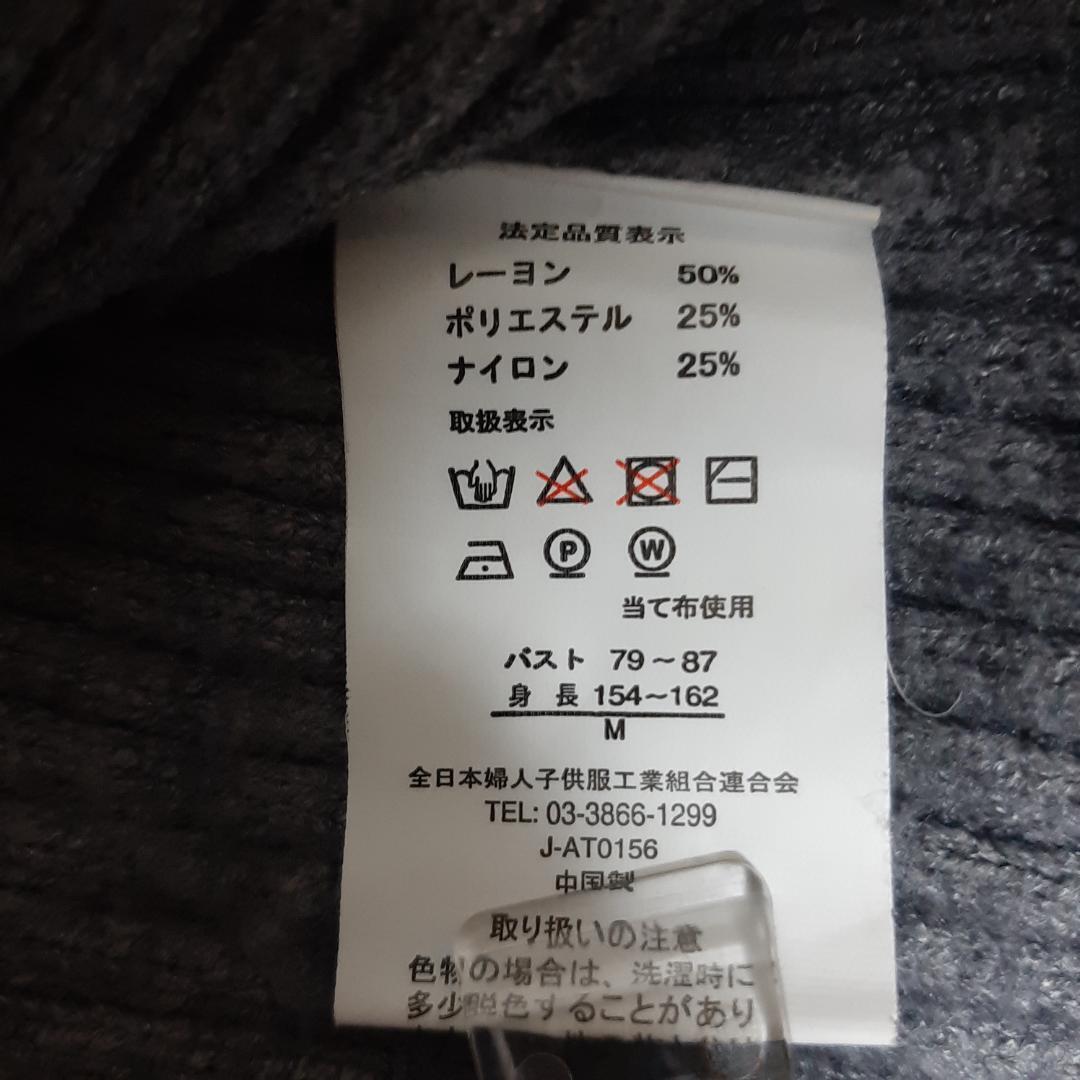 法定品質表示
レーヨン 50%
ポリエステル 25%
ナイロン 25%
取扱表示
P W
当て布使用
バスト 79～87
身 長 154～162
M
全日本婦人子供服工業組合連合会
TEL: 03-3866-1299
J-AT0156
中国製
取り扱いの注意
色物の場合は、洗濯時に
多少脱色することがあり